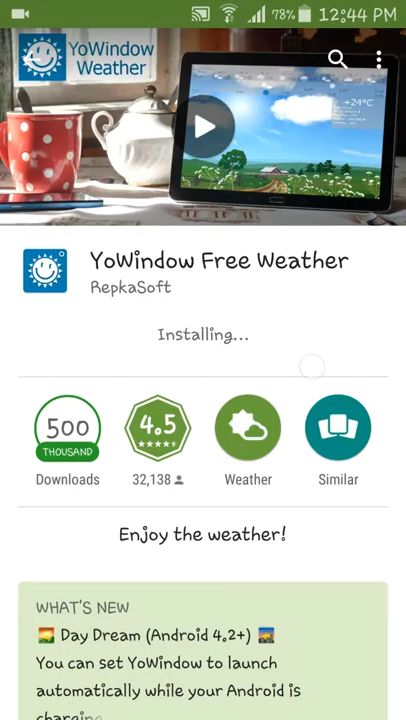 78% 12:44 PM
YoWindow
Weather
+24°C
YoWindow Free Weather
RepkaSoft
Installing...
500
THOUSAND
4.5
Downloads
32,138
Weather
Similar
Enjoy the weather!
WHAT'S NEW
Day Dream (Android 4.2+)
You can set YoWindow to launch
automatically while your Android is
charging